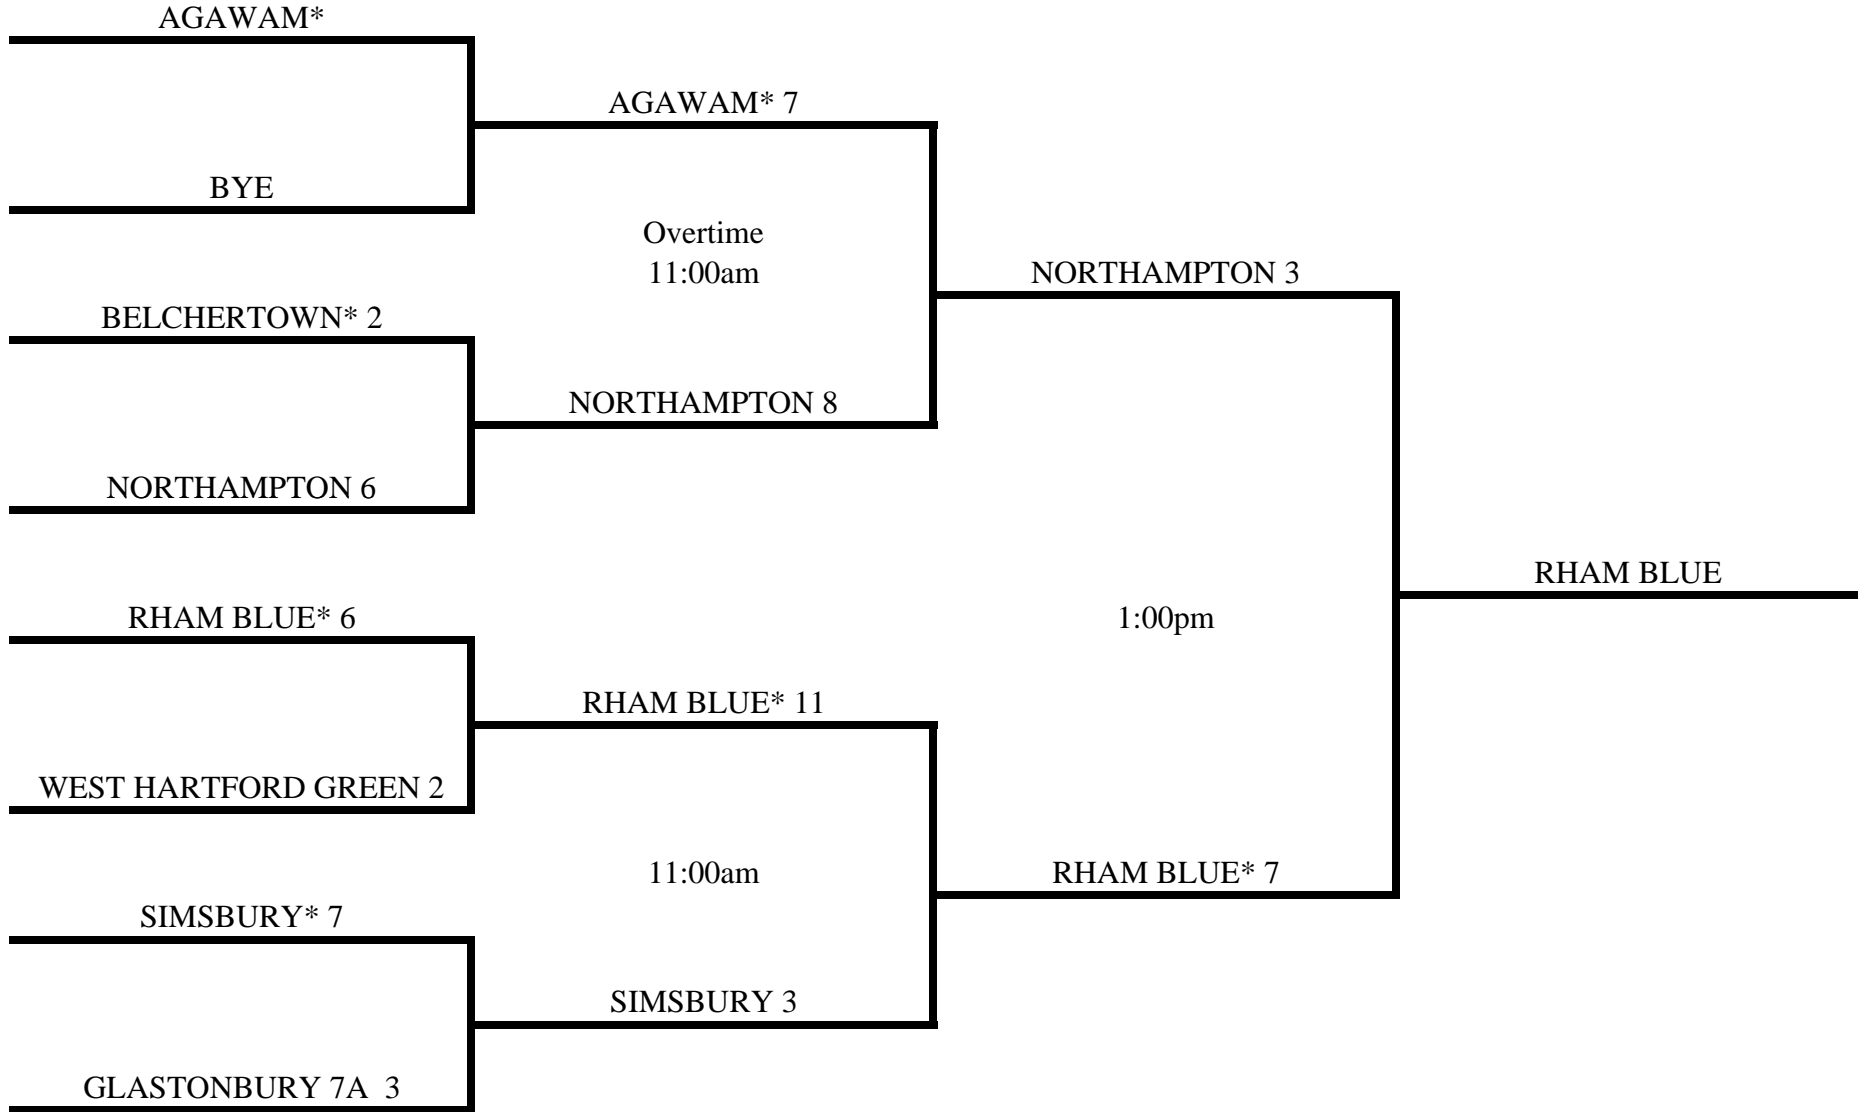 AGAWAM*
AGAWAM* 7
BYE
Overtime
11:00am
NORTHAMPTON 3
BELCHERTOWN* 2
NORTHAMPTON 8
NORTHAMPTON 6
RHAM BLUE
RHAM BLUE* 6
1:00pm
RHAM BLUE* 11
WEST HARTFORD GREEN 2
11:00am
RHAM BLUE* 7
SIMSBURY* 7
SIMSBURY 3
GLASTONBURY 7A  3